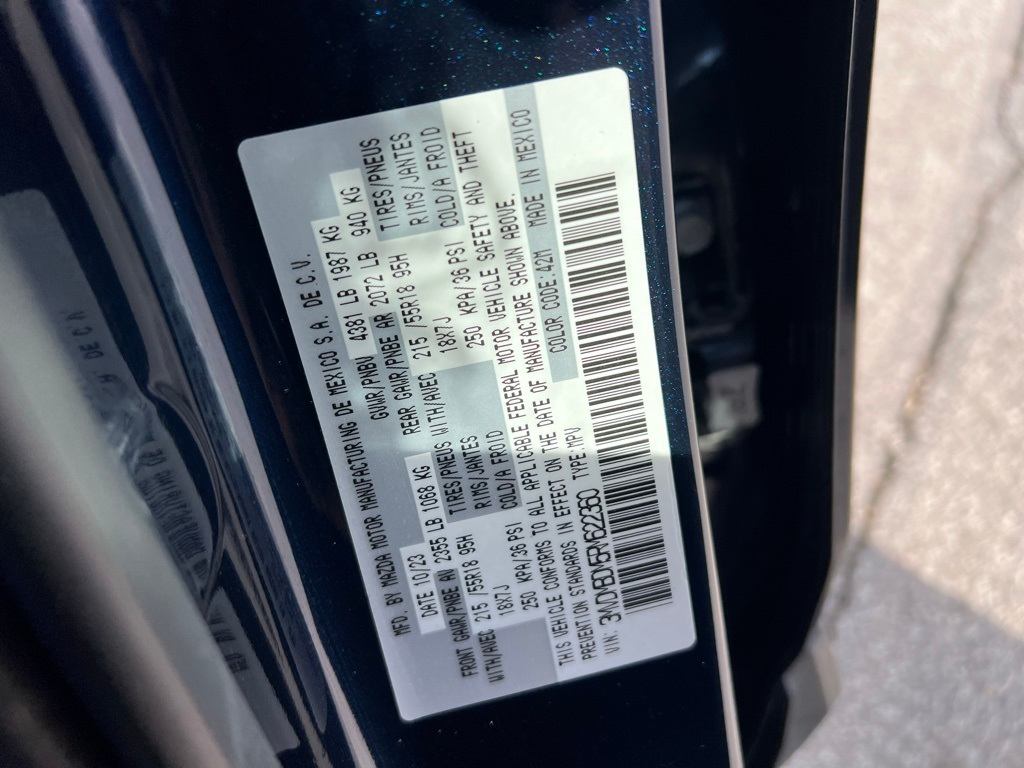 MFD. BY MAZDA MOTOR MANUFACTURING DE MEXICO S.A. DE C.V.
DATE 10/23 GVWR/PNBV 4381 LB 1987 KG
FRONT GAWR/PNBE AV 2355 LB 1068 KG REAR GAWR/PNBE AR 2072 LB 940 KG
WITH/AVEC 215 /55R18 95H TIRES/PNEUS WITH/AVEC 215 /55R18 95H TIRES/PNEUS
18X7J RIMS/JANTES 18X7J RIMS/JANTES
250 KPA/36 PSI COLD/A FROID 250 KPA/36 PSI COLD/A FROID
THIS VEHICLE CONFORMS TO ALL APPLICABLE FEDERAL MOTOR VEHICLE SAFETY AND THEFT
PREVENTION STANDARDS IN EFFECT ON THE DATE OF MANUFACTURE SHOWN ABOVE.
VIN: TYPE:MPV COLOR CODE:42M MADE IN MEXICO